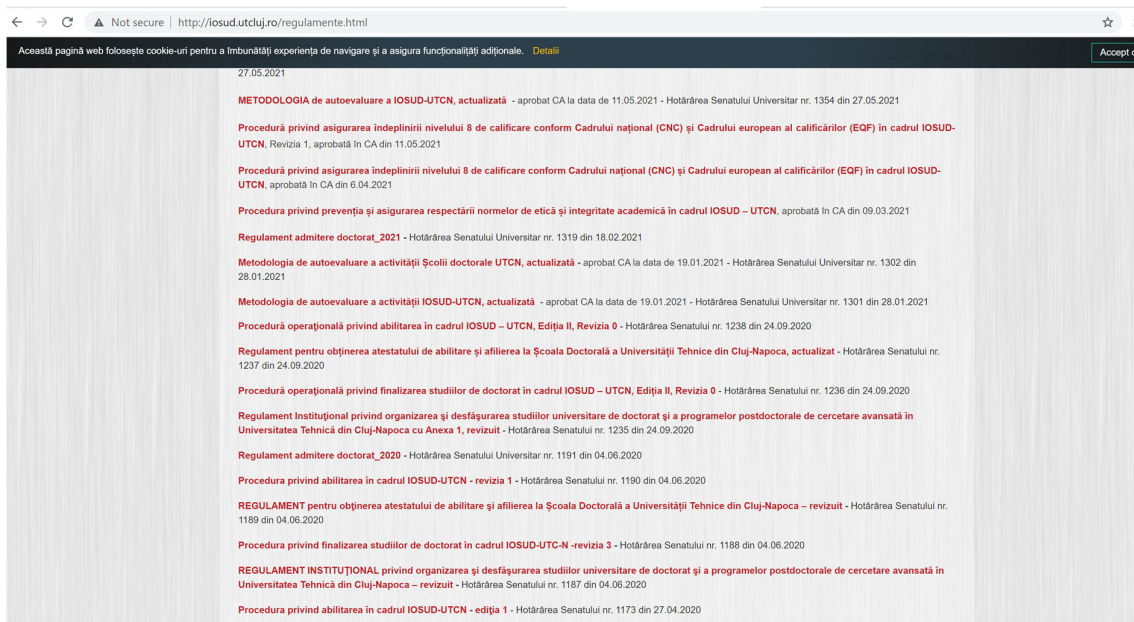 Not secure | http://iosud.utcluj.ro/regulamente.html
Această pagină web folosește cookie-uri pentru a îmbunătăți experiența de navigare și a asigura funcționalități adiționale. Detalii
Accept
27.05.2021
METODOLOGIA de autoevaluare a IOSUD-UTCN, actualizată - aprobat CA la data de 11.05.2021 - Hotărârea Senatului Universitar nr. 1354 din 27.05.2021
Procedură privind asigurarea îndeplinirii nivelului 8 de calificare conform Cadrului național (CNC) și Cadrului european al calificărilor (EQF) în cadrul IOSUD-
UTCN, Revizia 1, aprobată în CA din 11.05.2021
Procedură privind asigurarea îndeplinirii nivelului 8 de calificare conform Cadrului național (CNC) și Cadrului european al calificărilor (EQF) în cadrul IOSUD-
UTCN, aprobată în CA din 6.04.2021
Procedura privind prevenția și asigurarea respectării normelor de etică și integritate academică în cadrul IOSUD – UTCN, aprobată în CA din 09.03.2021
Regulament admitere doctorat_2021 - Hotărârea Senatului Universitar nr. 1319 din 18.02.2021
Metodologia de autoevaluare a activității Școlii doctorale UTCN, actualizată - aprobat CA la data de 19.01.2021 - Hotărârea Senatului Universitar nr. 1302 din
28.01.2021
Metodologia de autoevaluare a activității IOSUD-UTCN, actualizată - aprobat CA la data de 19.01.2021 - Hotărârea Senatului Universitar nr. 1301 din 28.01.2021
Procedură operaţională privind abilitarea în cadrul IOSUD – UTCN, Ediția II, Revizia 0 - Hotărârea Senatului nr. 1238 din 24.09.2020
Regulament pentru obținerea atestatului de abilitare și afilierea la Școala Doctorală a Universității Tehnice din Cluj-Napoca, actualizat - Hotărârea Senatului nr.
1237 din 24.09.2020
Procedură operaţională privind finalizarea studiilor de doctorat în cadrul IOSUD – UTCN, Ediția II, Revizia 0 - Hotărârea Senatului nr. 1236 din 24.09.2020
Regulament Instituţional privind organizarea şi desfăşurarea studiilor universitare de doctorat şi a programelor postdoctorale de cercetare avansată în
Universitatea Tehnică din Cluj-Napoca cu Anexa 1, revizuit - Hotărârea Senatului nr. 1235 din 24.09.2020
Regulament admitere doctorat_2020 - Hotărârea Senatului Universitar nr. 1191 din 04.06.2020
Procedura privind abilitarea în cadrul IOSUD-UTCN - revizia 1 - Hotărârea Senatului nr. 1190 din 04.06.2020
REGULAMENT pentru obţinerea atestatului de abilitare şi afilierea la Şcoala Doctorală a Universităţii Tehnice din Cluj-Napoca – revizuit - Hotărârea Senatului nr.
1189 din 04.06.2020
Procedura privind finalizarea studiilor de doctorat în cadrul IOSUD-UTC-N -revizia 3 - Hotărârea Senatului nr. 1188 din 04.06.2020
REGULAMENT INSTITUŢIONAL privind organizarea şi desfăşurarea studiilor universitare de doctorat şi a programelor postdoctorale de cercetare avansată în
Universitatea Tehnică din Cluj-Napoca – revizuit - Hotărârea Senatului nr. 1187 din 04.06.2020
Procedura privind abilitarea în cadrul IOSUD-UTCN - ediţia 1 - Hotărârea Senatului nr. 1173 din 27.04.2020